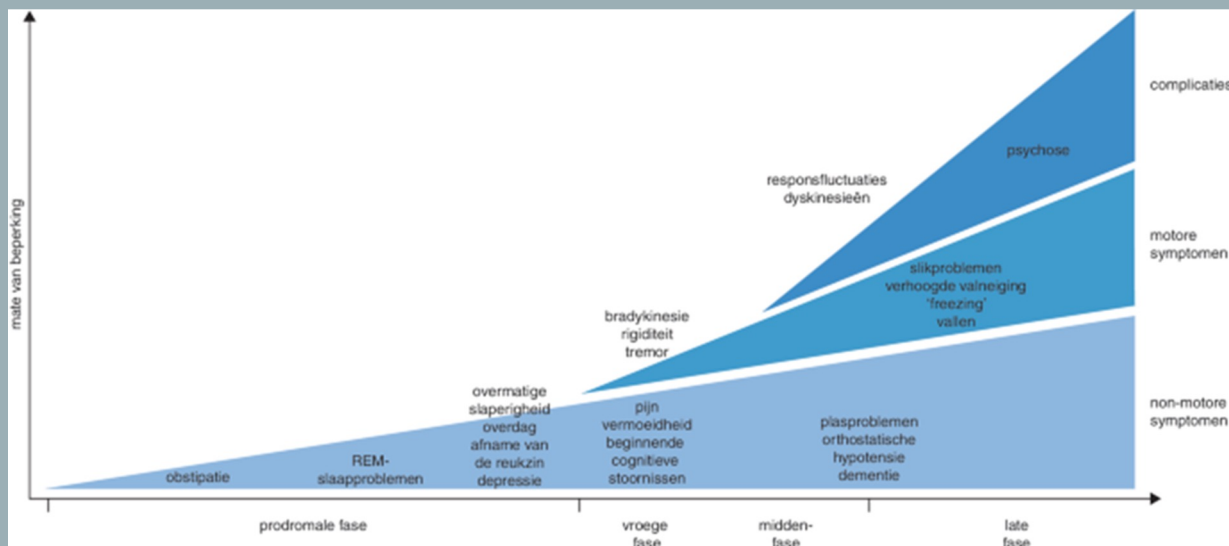 complicaties
psychose
responsfluctuaties
dyskinesieën
motore
symptomen
slikproblemen
verhoogde valneiging
'freezing'
vallen
mate van beperking
bradykinesie
rigiditeit
tremor
overmatige
slaperigheid
overdag
afname van
de reukzin
depressie
pijn
vermoeidheid
beginnende
cognitieve
stoornissen
plasproblemen
orthostatische
hypotensie
dementie
non-motore
symptomen
obstipatie
REM-
slaapproblemen
prodromale fase
vroege
fase
midden-
fase
late
fase